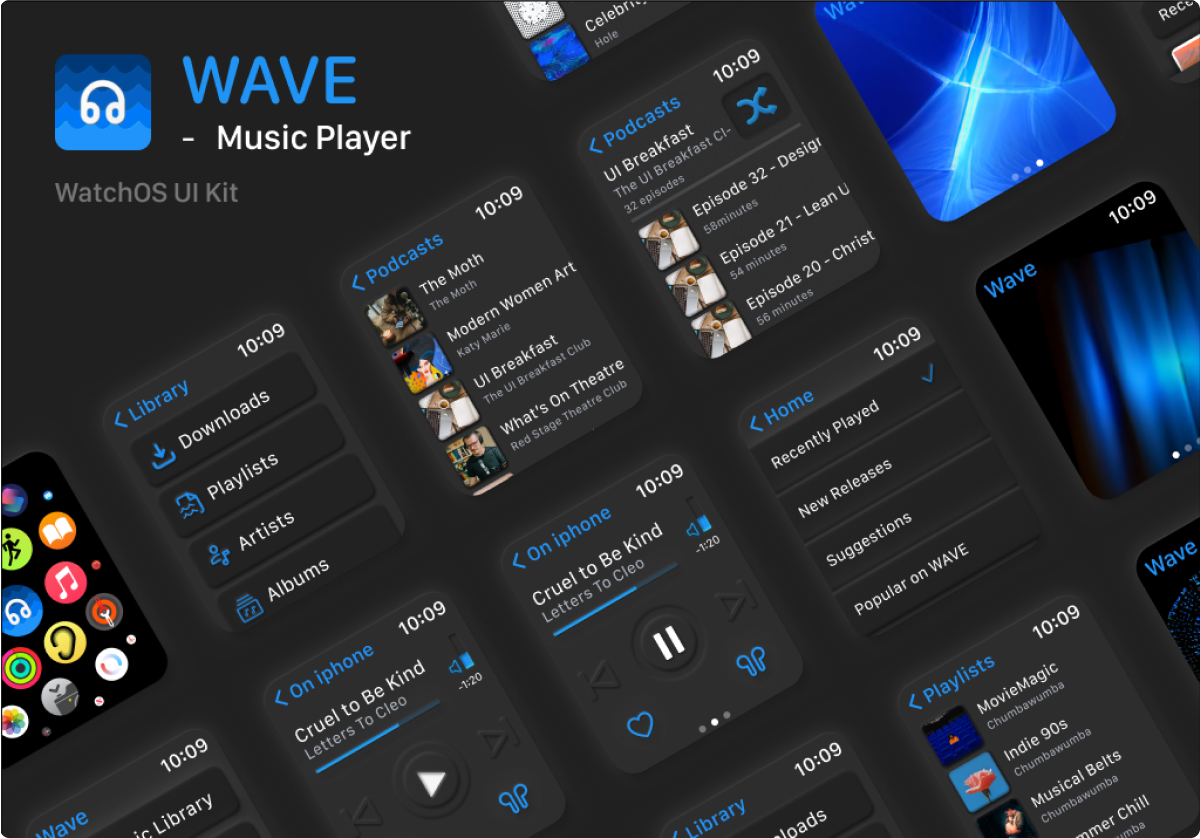 WAVE
- Music Player
WatchOS UI Kit
Celebrity
Hole
10:09
Podcasts
UI Breakfast
The UI Breakfast Cl-
32 episodes
Episode 32 - Design
58minutes
Episode 21 - Lean U
54 minutes
Episode 20 - Christ
56 minutes
10:09
Podcasts
The Moth
The Moth
Modern Women Art
Katy Marie
UI Breakfast
The UI Breakfast Club
What's On Theatre
Red Stage Theatre Club
10:09
Wave
10:09
Library
Downloads
Playlists
Artists
Albums
10:09
Home
Recently Played
New Releases
Suggestions
Popular on WAVE
10:09
On iphone
Cruel to Be Kind
Letters To Cleo
-1:20
10:09
On iphone
Cruel to Be Kind
Letters To Cleo
-1:20
Wave
10:09
Playlists
MovieMagic
Chumbawumba
Indie 90s
Chumbawumba
Musical Belts
Chumbawumba
10:09
Wave
Library
10:09
Library